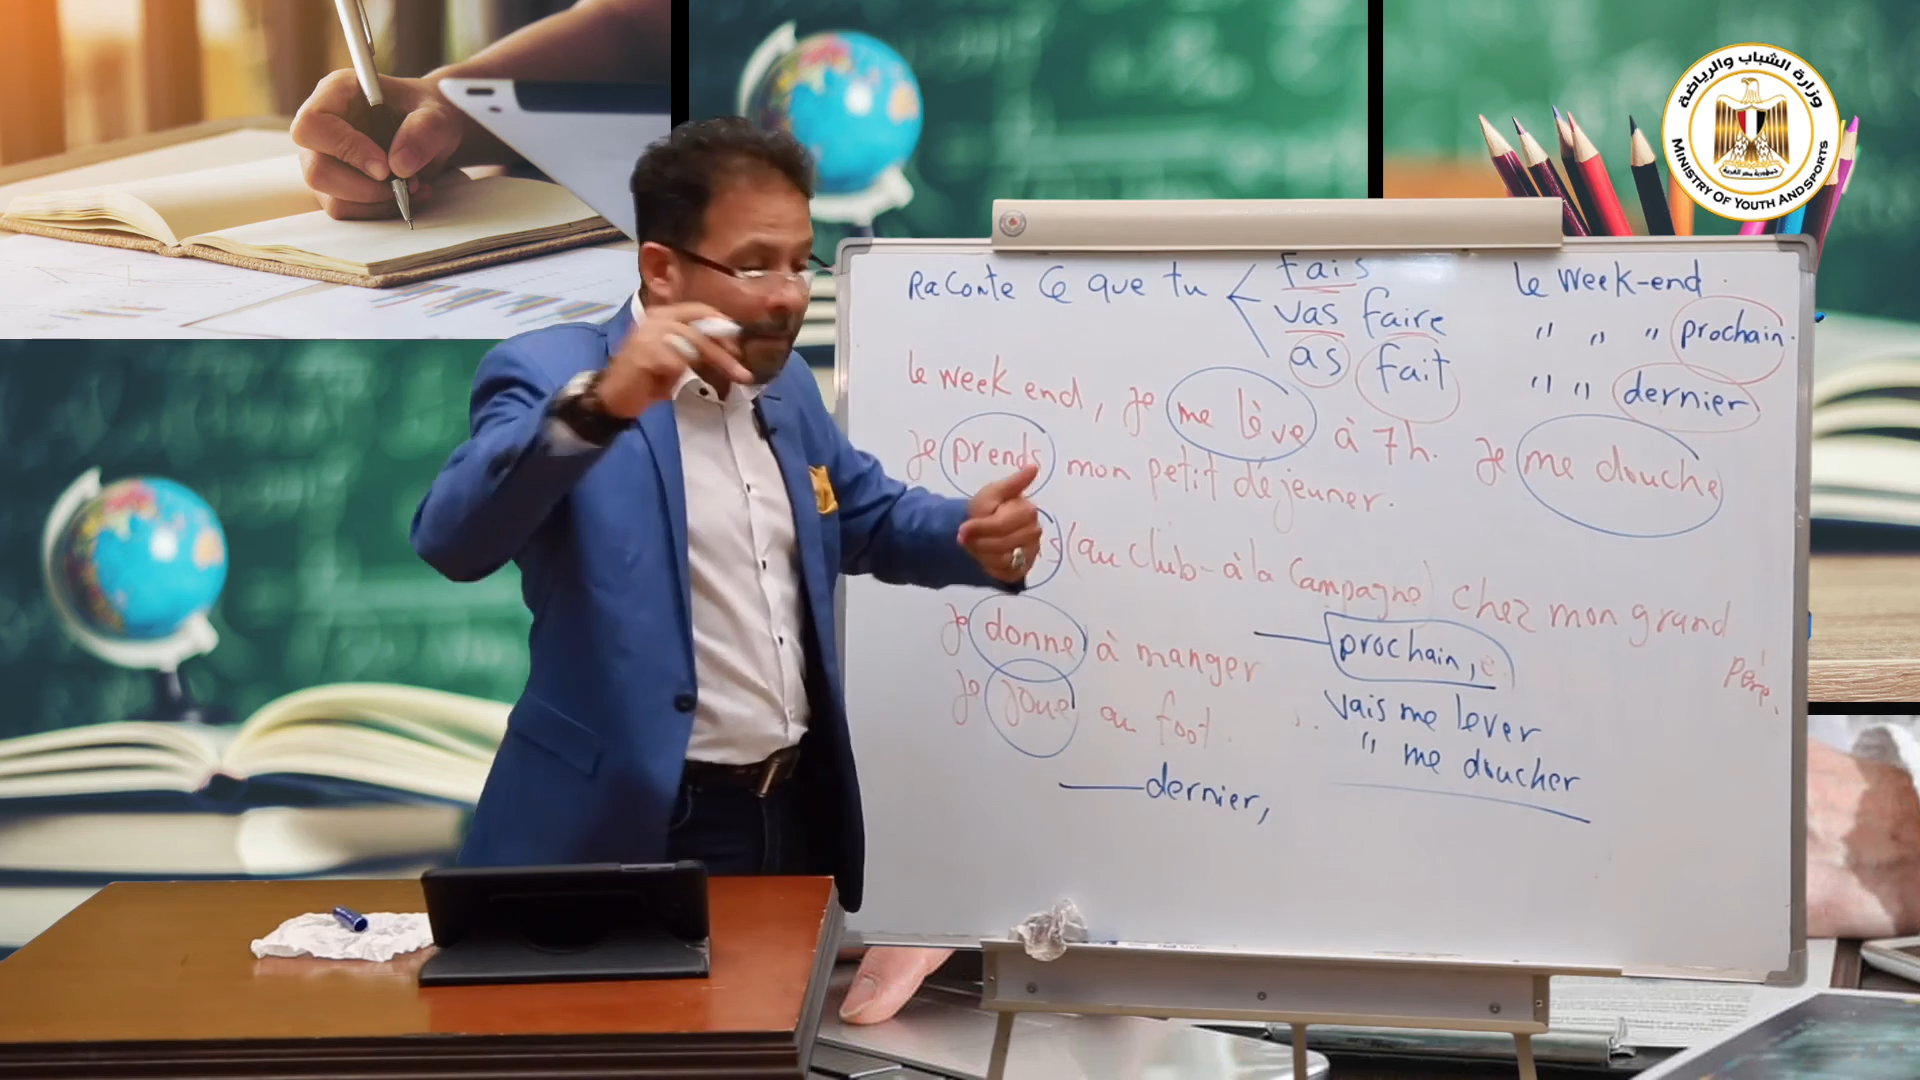 وزارة الشباب والرياضة
جمهورية مصر العربية
MINISTRY OF YOUTH AND SPORTS
Raconte ce que tu
fais le week-end.
vas faire " " " prochain.
as fait " " dernier
le week end, je me lève à 7h. je me douche
je prends mon petit déjeuner.
(au club-à la campagne) chez mon grand
père.
je donne à manger
je joue au foot.
prochain,
vais me lever
" me doucher
dernier,